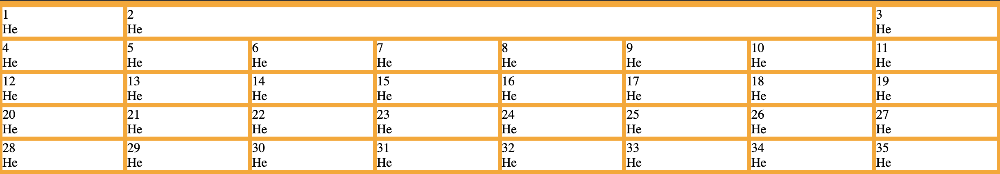 1 2 3
He He He
4 5 6 7 8 9 10 11
He He He He He He He He
12 13 14 15 16 17 18 19
He He He He He He He He
20 21 22 23 24 25 26 27
He He He He He He He He
28 29 30 31 32 33 34 35
He He He He He He He He